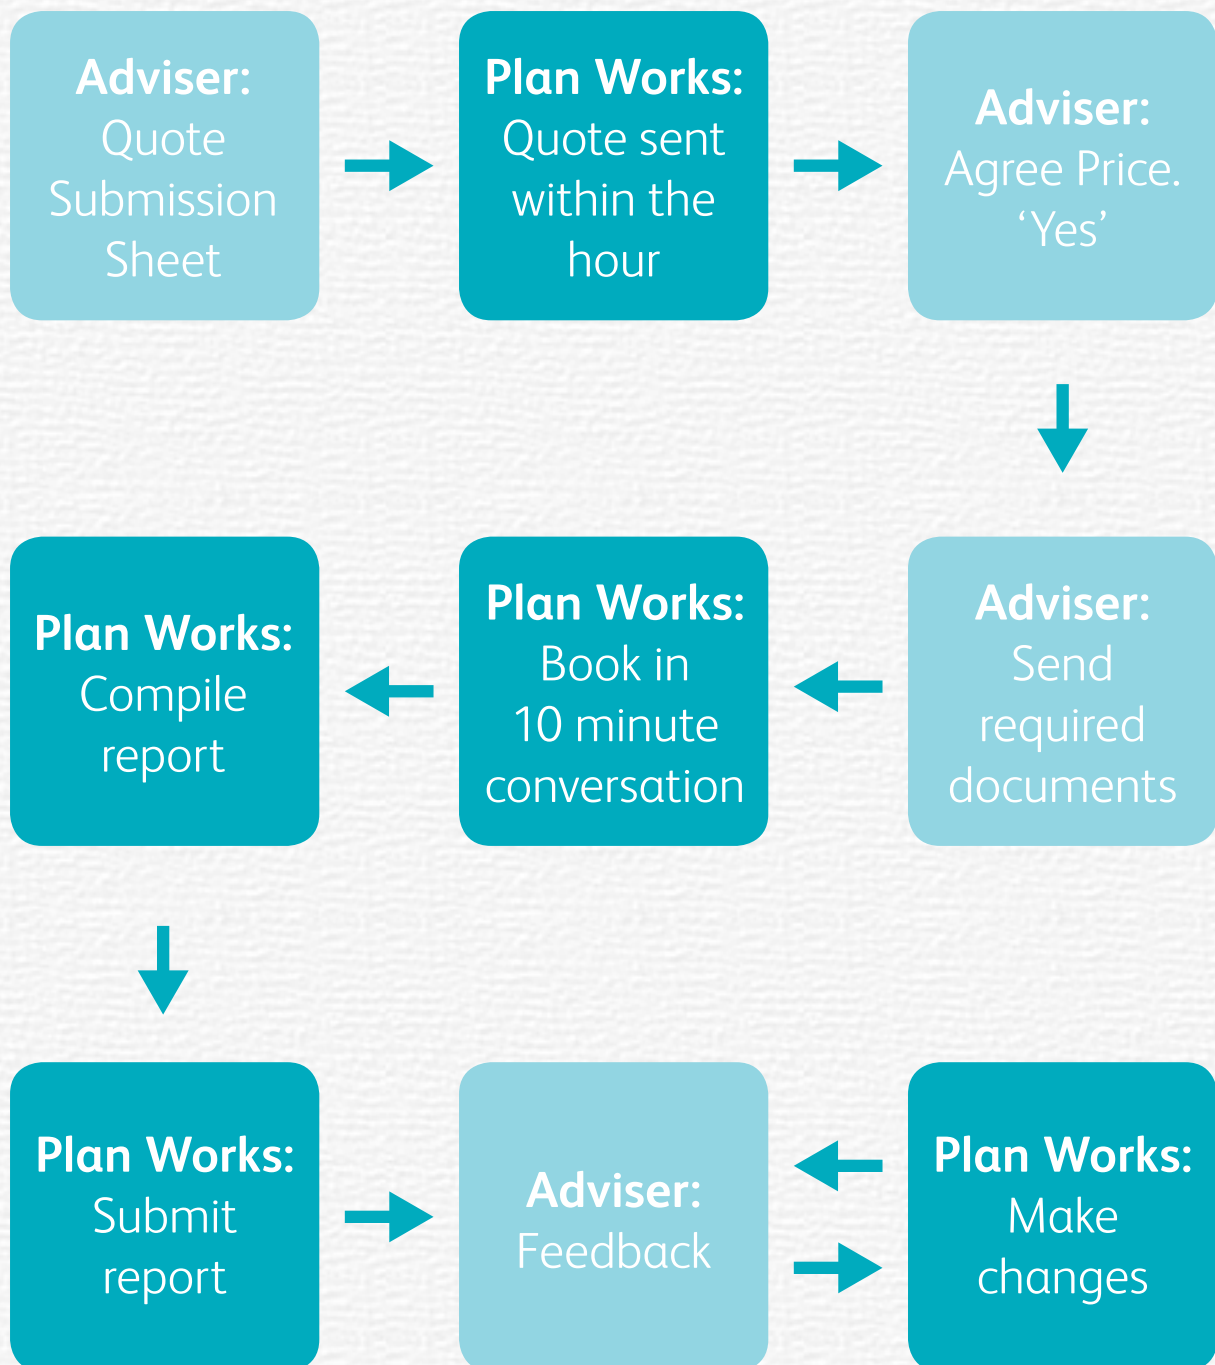 Adviser:
Quote
Submission
Sheet
Plan Works:
Quote sent
within the
hour
Adviser:
Agree Price.
‘Yes’
Adviser:
Send
required
documents
Plan Works:
Book in
10 minute
conversation
Plan Works:
Compile
report
Plan Works:
Submit
report
Adviser:
Feedback
Plan Works:
Make
changes